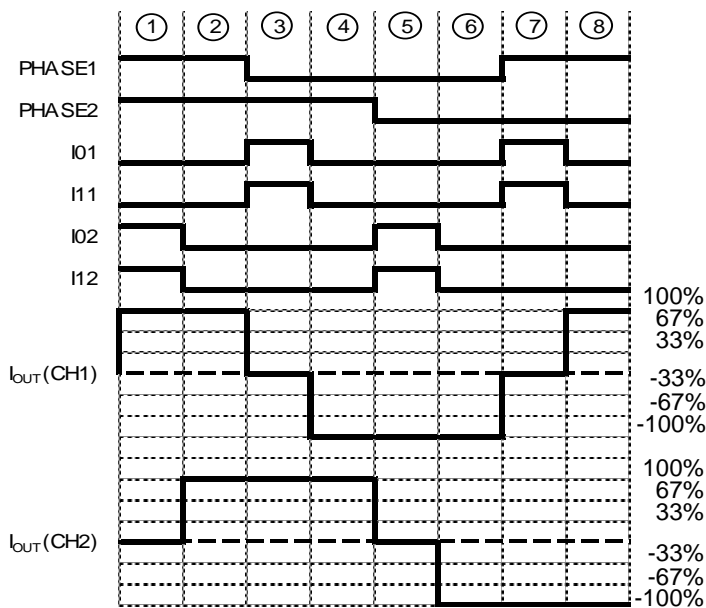 ① ② ③ ④ ⑤ ⑥ ⑦ ⑧
PHASE1
PHASE2
I01
I11
I02
I12
100%
67%
33%
IOUT(CH1)
-33%
-67%
-100%
100%
67%
33%
IOUT(CH2)
-33%
-67%
-100%